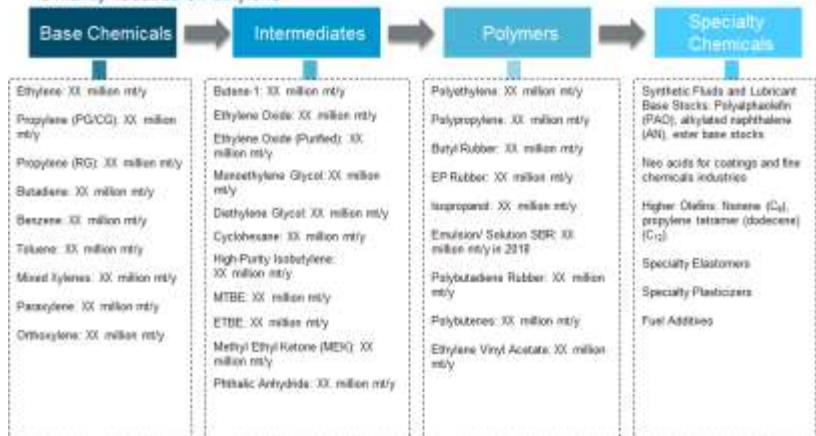 Base Chemicals
Intermediates
Polymers
Specialty
Chemicals
Ethylene: XX million mt/y
Propylene (PG/CG): XX million
mt/y
Propylene (RG): XX million mt/y
Butadiene: XX million mt/y
Benzene: XX million mt/y
Toluene: XX million mt/y
Mixed Xylenes: XX million mt/y
Paraxylene: XX million mt/y
Orthoxylene: XX million mt/y
Butene-1: XX million mt/y
Ethylene Oxide: XX million mt/y
Ethylene Oxide (Purified): XX
million mt/y
Monoethylene Glycol: XX million
mt/y
Diethylene Glycol: XX million mt/y
Cyclohexane: XX million mt/y
High-Purity Isobutylene:
XX million mt/y
MTBE: XX million mt/y
ETBE: XX million mt/y
Methyl Ethyl Ketone (MEK): XX
million mt/y
Phthalic Anhydride: XX million mt/y
Polyethylene: XX million mt/y
Polypropylene: XX million mt/y
Butyl Rubber: XX million mt/y
EP Rubber: XX million mt/y
Isopropanol: XX million mt/y
Emulsion/ Solution SBR: XX
million mt/y in 2018
Polybutadiene Rubber: XX million
mt/y
Polybutenes: XX million mt/y
Ethylene Vinyl Acetate: XX million
mt/y
Synthetic Fluids and Lubricant
Base Stocks: Polyalphaolefin
(PAO), alkylated naphthalene
(AN), ester base stocks
Neo acids for coatings and fine
chemicals industries
Higher Olefins: Nonene (C₉),
propylene tetramer (dodecene)
(C₁₂)
Specialty Elastomers
Specialty Plasticizers
Fuel Additives